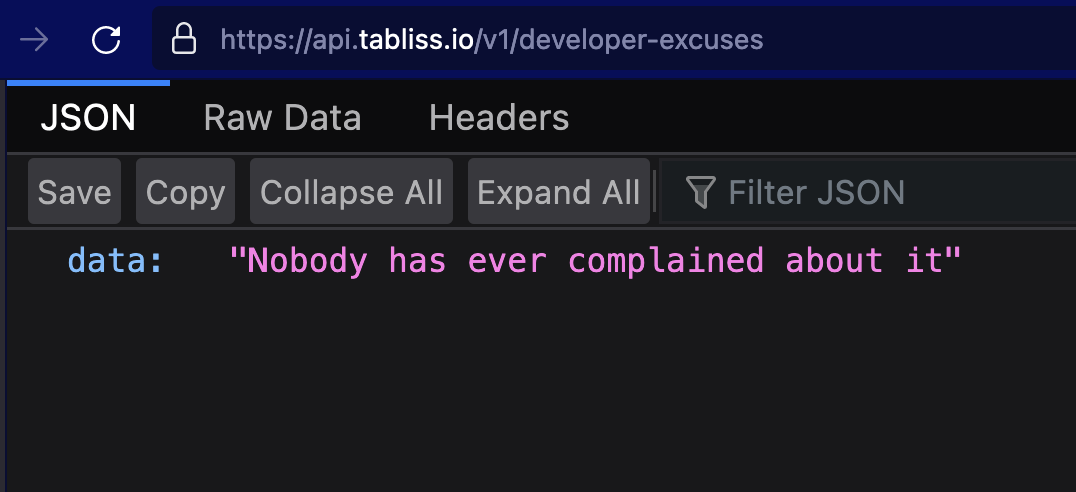 https://api.tabliss.io/v1/developer-excuses
JSON Raw Data Headers
Save Copy Collapse All Expand All Filter JSON
data: "Nobody has ever complained about it"